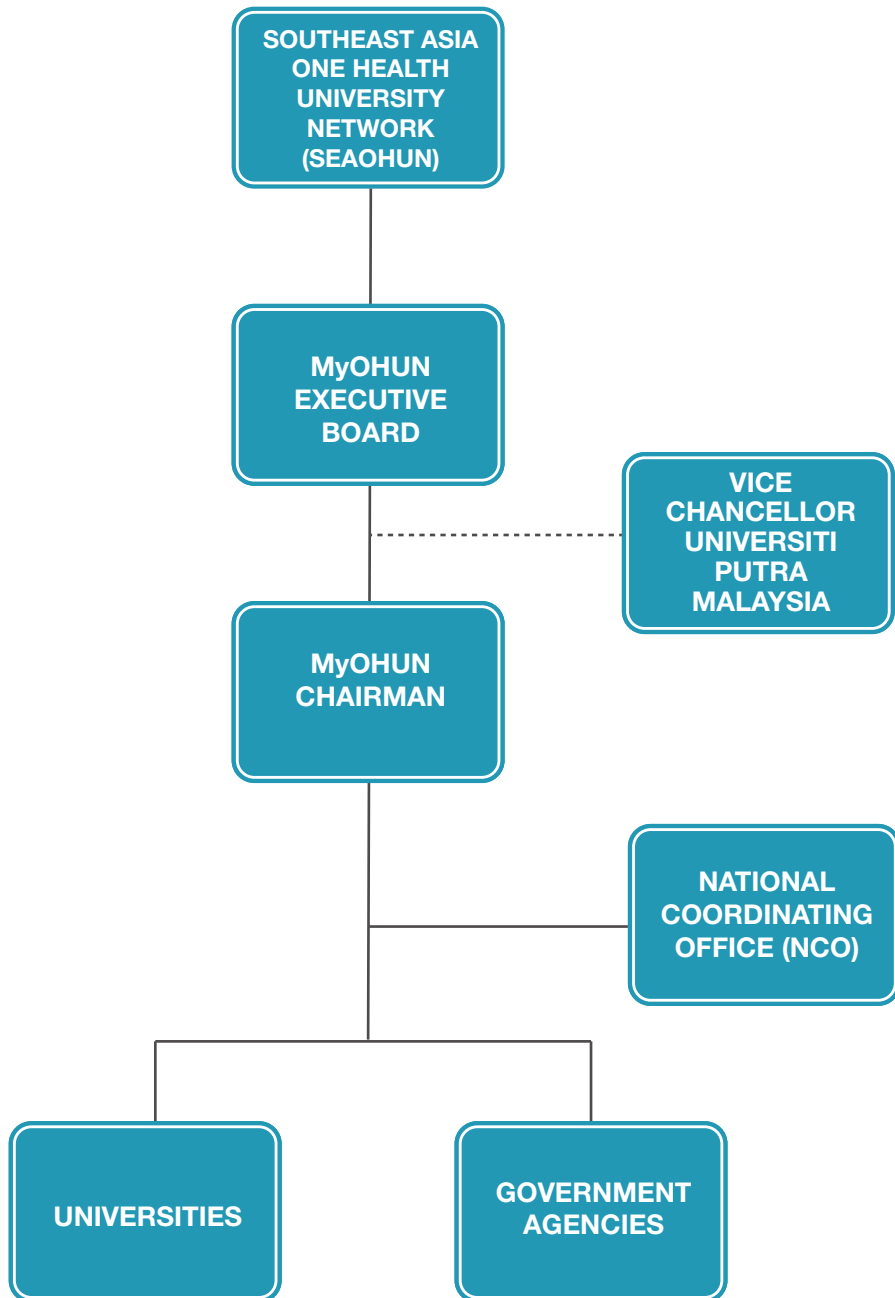 SOUTHEAST ASIA
ONE HEALTH
UNIVERSITY
NETWORK
(SEAOHUN)
MyOHUN
EXECUTIVE
BOARD
VICE
CHANCELLOR
UNIVERSITI
PUTRA
MALAYSIA
MyOHUN
CHAIRMAN
NATIONAL
COORDINATING
OFFICE (NCO)
UNIVERSITIES
GOVERNMENT
AGENCIES